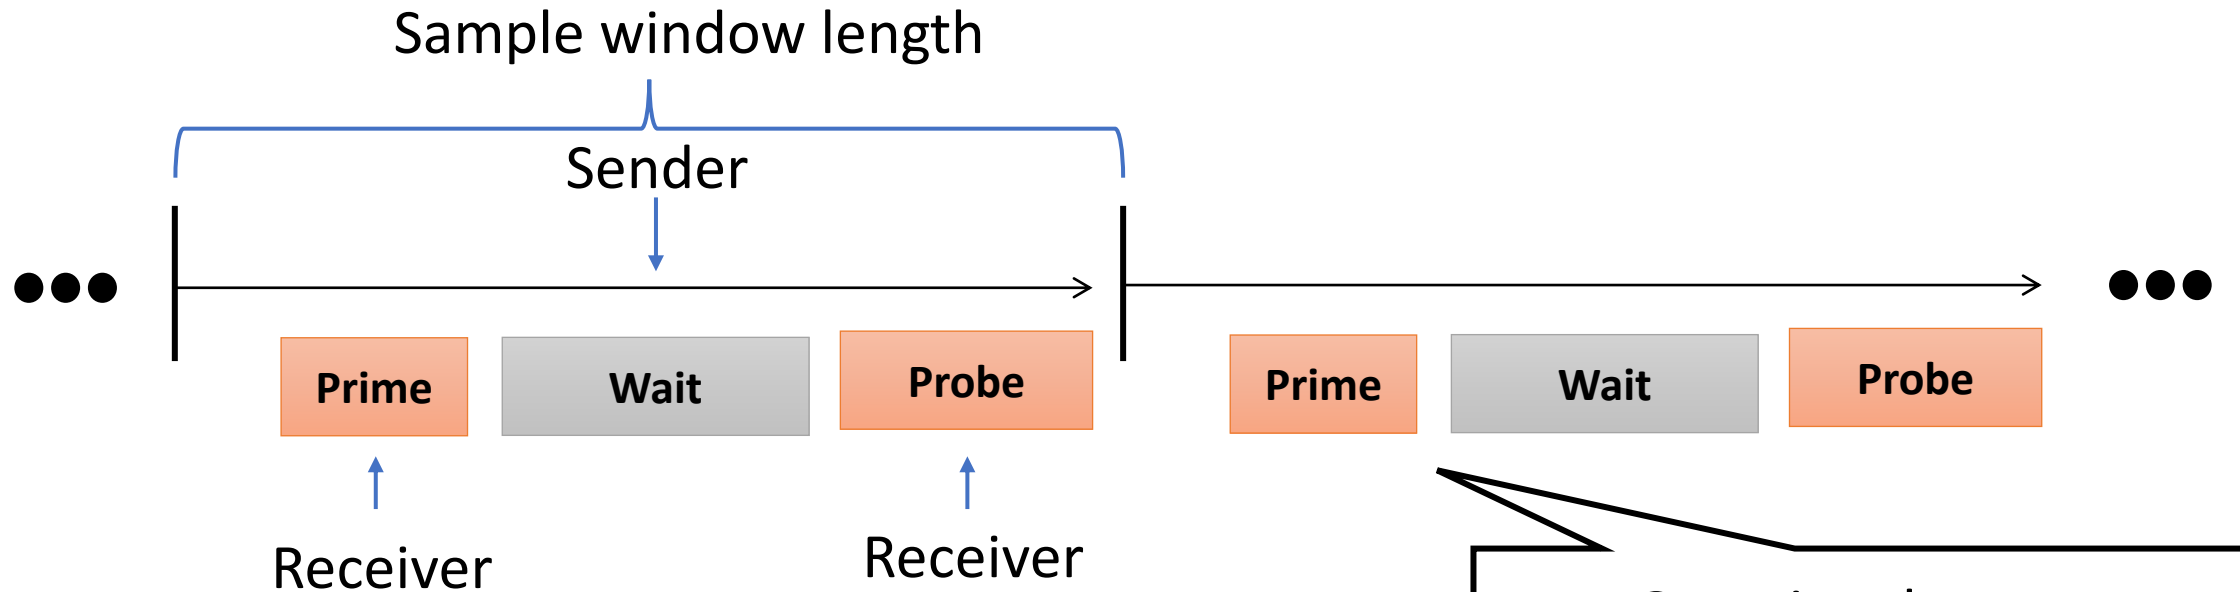 Sample window length
Sender
Prime
Wait
Probe
Prime
Wait
Probe
Receiver
Receiver